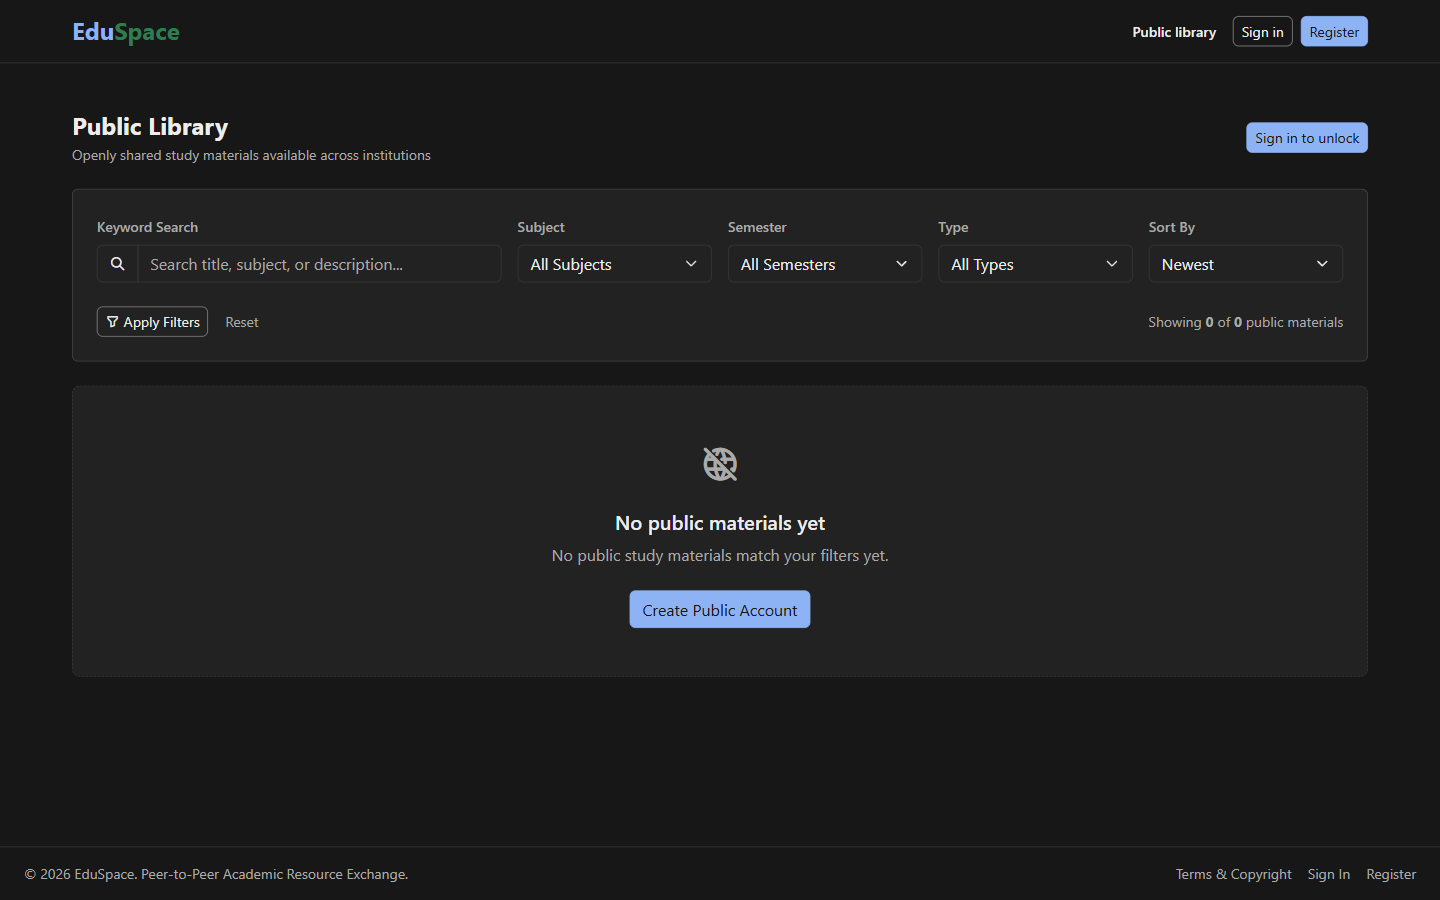 EduSpace
Public library
Sign in
Register
Public Library
Openly shared study materials available across institutions
Sign in to unlock
Keyword Search
Subject
Semester
Type
Sort By
Search title, subject, or description...
All Subjects
All Semesters
All Types
Newest
Apply Filters
Reset
Showing 0 of 0 public materials
No public materials yet
No public study materials match your filters yet.
Create Public Account
© 2026 EduSpace. Peer-to-Peer Academic Resource Exchange.
Terms & Copyright
Sign In
Register